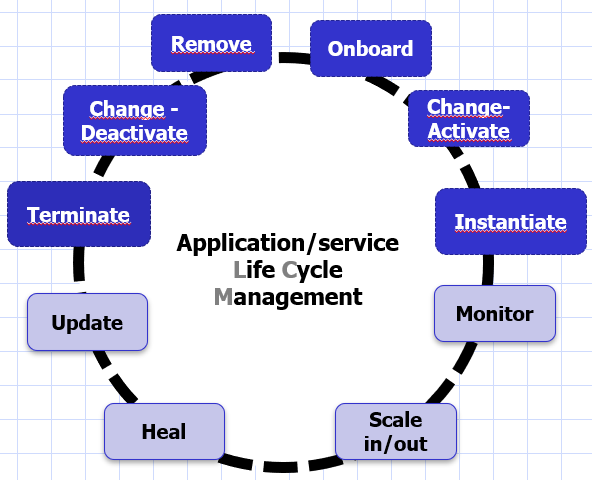 Remove
Onboard
Change -
Deactivate
Change-
Activate
Terminate
Instantiate
Application/service
Life Cycle
Management
Update
Monitor
Heal
Scale
in/out